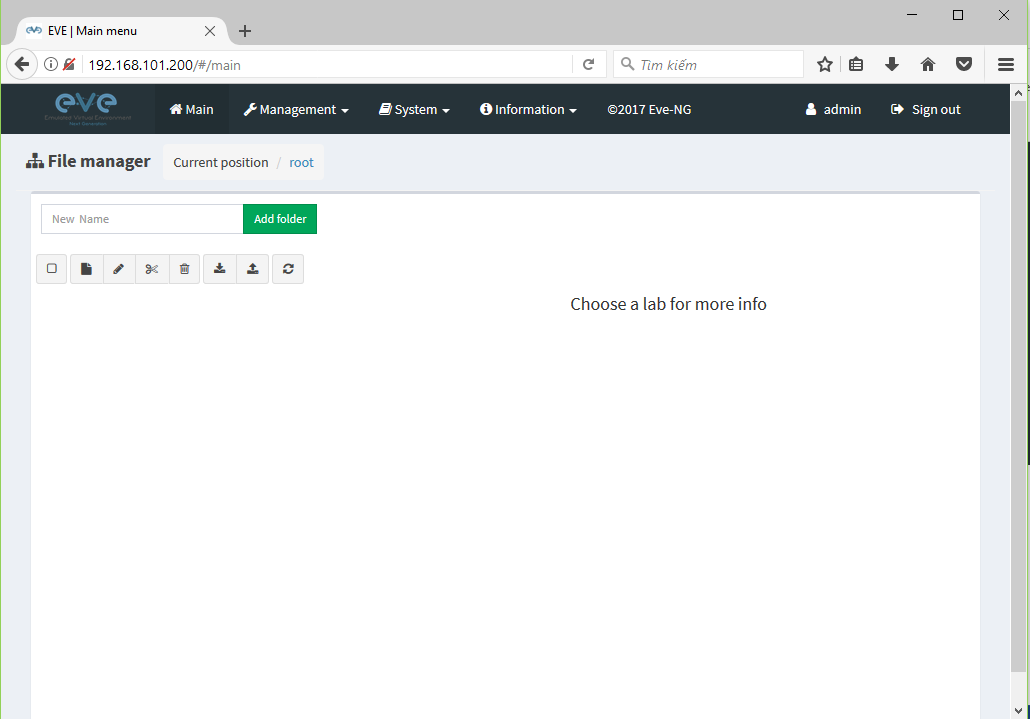 EVE | Main menu
192.168.101.200/#/main
Tìm kiếm
eve
Emulated Virtual Environment
Next Generation
Main
Management
System
Information
©2017 Eve-NG
admin
Sign out
File manager
Current position / root
New Name
Add folder
Choose a lab for more info